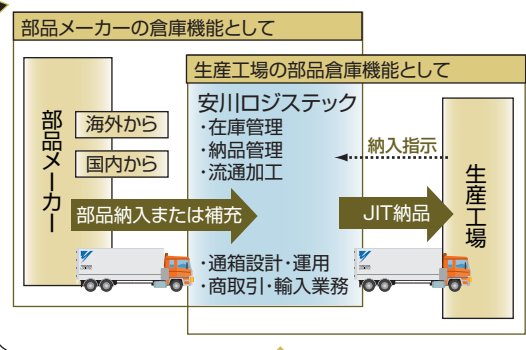 部品メーカーの倉庫機能として
生産工場の部品倉庫機能として
部品メーカー
海外から
国内から
部品納入または補充
安川ロジステック
・在庫管理
・納品管理
・流通加工
・通箱設計・運用
・商取引・輸入業務
納入指示
JIT納品
生産工場